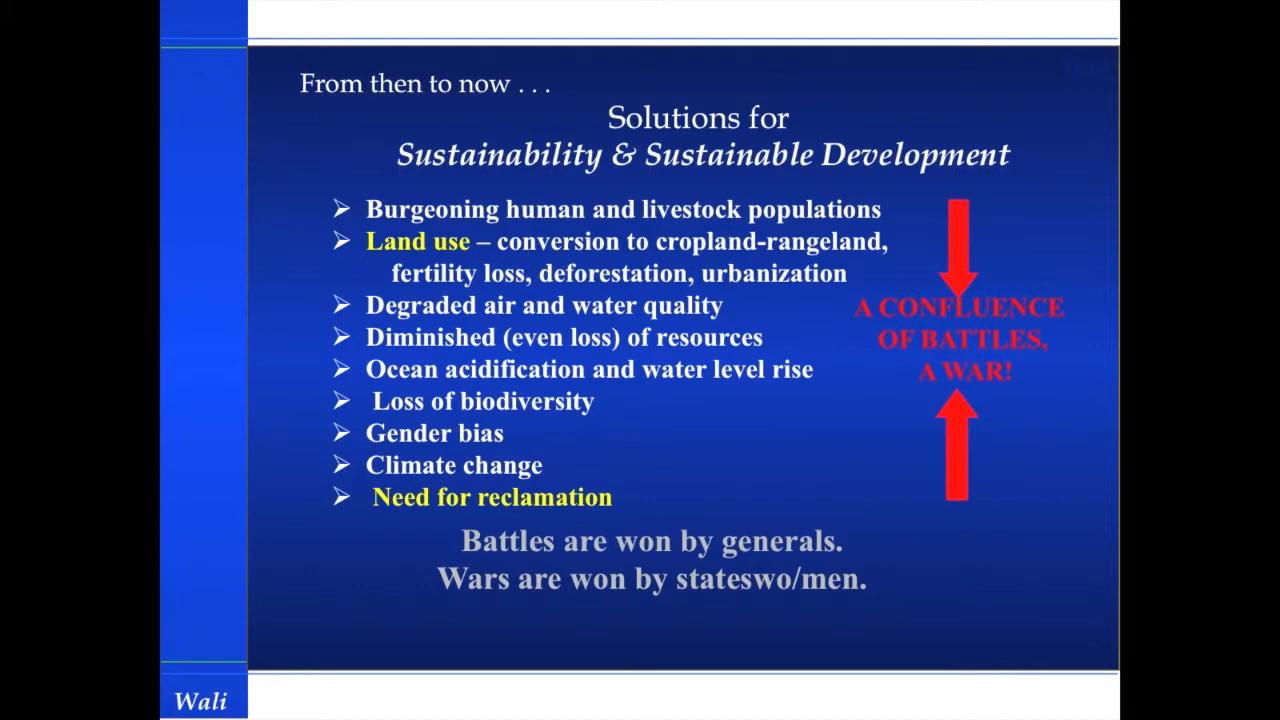 From then to now . . .
Solutions for
Sustainability & Sustainable Development
➢ Burgeoning human and livestock populations
➢ Land use – conversion to cropland-rangeland,
fertility loss, deforestation, urbanization
➢ Degraded air and water quality
➢ Diminished (even loss) of resources
➢ Ocean acidification and water level rise
➢ Loss of biodiversity
➢ Gender bias
➢ Climate change
➢ Need for reclamation
A CONFLUENCE
OF BATTLES,
A WAR!
Battles are won by generals.
Wars are won by stateswo/men.
Wali